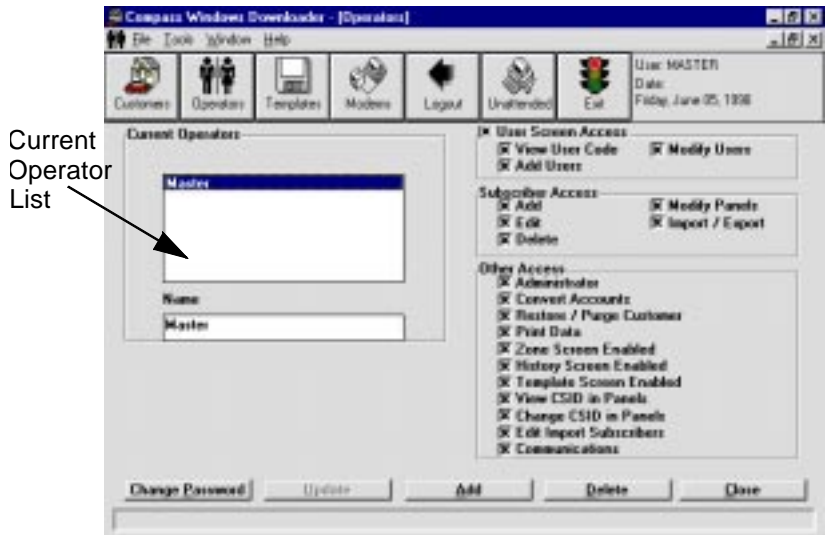 Compass Windows Downloader - [Operators]
File Tools Window Help
Customers Operators Templates Modems Logout Unattended Exit
User: MASTER
Date:
Friday, June 05, 1998
Current Operator List
Current Operators
Master
Name
Master
User Screen Access
View User Code Modify Users
Add Users
Subscriber Access
Add Modify Panels
Edit Import / Export
Delete
Other Access
Administrator
Convert Accounts
Restore / Purge Customer
Print Data
Zone Screen Enabled
History Screen Enabled
Template Screen Enabled
View CSID in Panels
Change CSID in Panels
Edit Import Subscribers
Communications
Change Password Update Add Delete Close